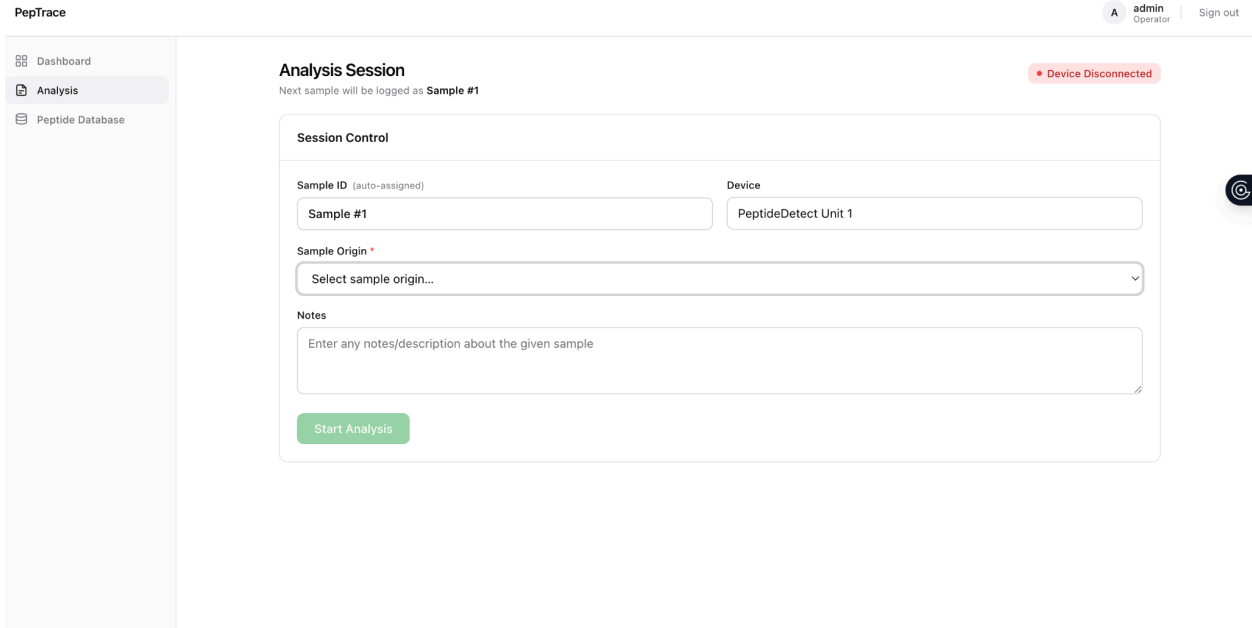 PepTrace
A
admin
Operator
Sign out
Dashboard
Analysis
Peptide Database
Analysis Session
Device Disconnected
Next sample will be logged as Sample #1
Session Control
Sample ID (auto-assigned)
Device
Sample #1
PeptideDetect Unit 1
Sample Origin *
Select sample origin...
Notes
Enter any notes/description about the given sample
Start Analysis